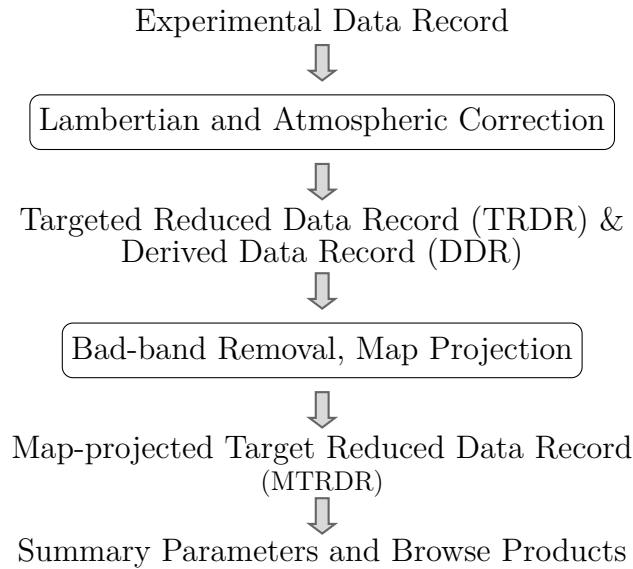 Experimental Data Record
Lambertian and Atmospheric Correction
Targeted Reduced Data Record (TRDR) &
Derived Data Record (DDR)
Bad-band Removal, Map Projection
Map-projected Target Reduced Data Record
(MTRDR)
Summary Parameters and Browse Products